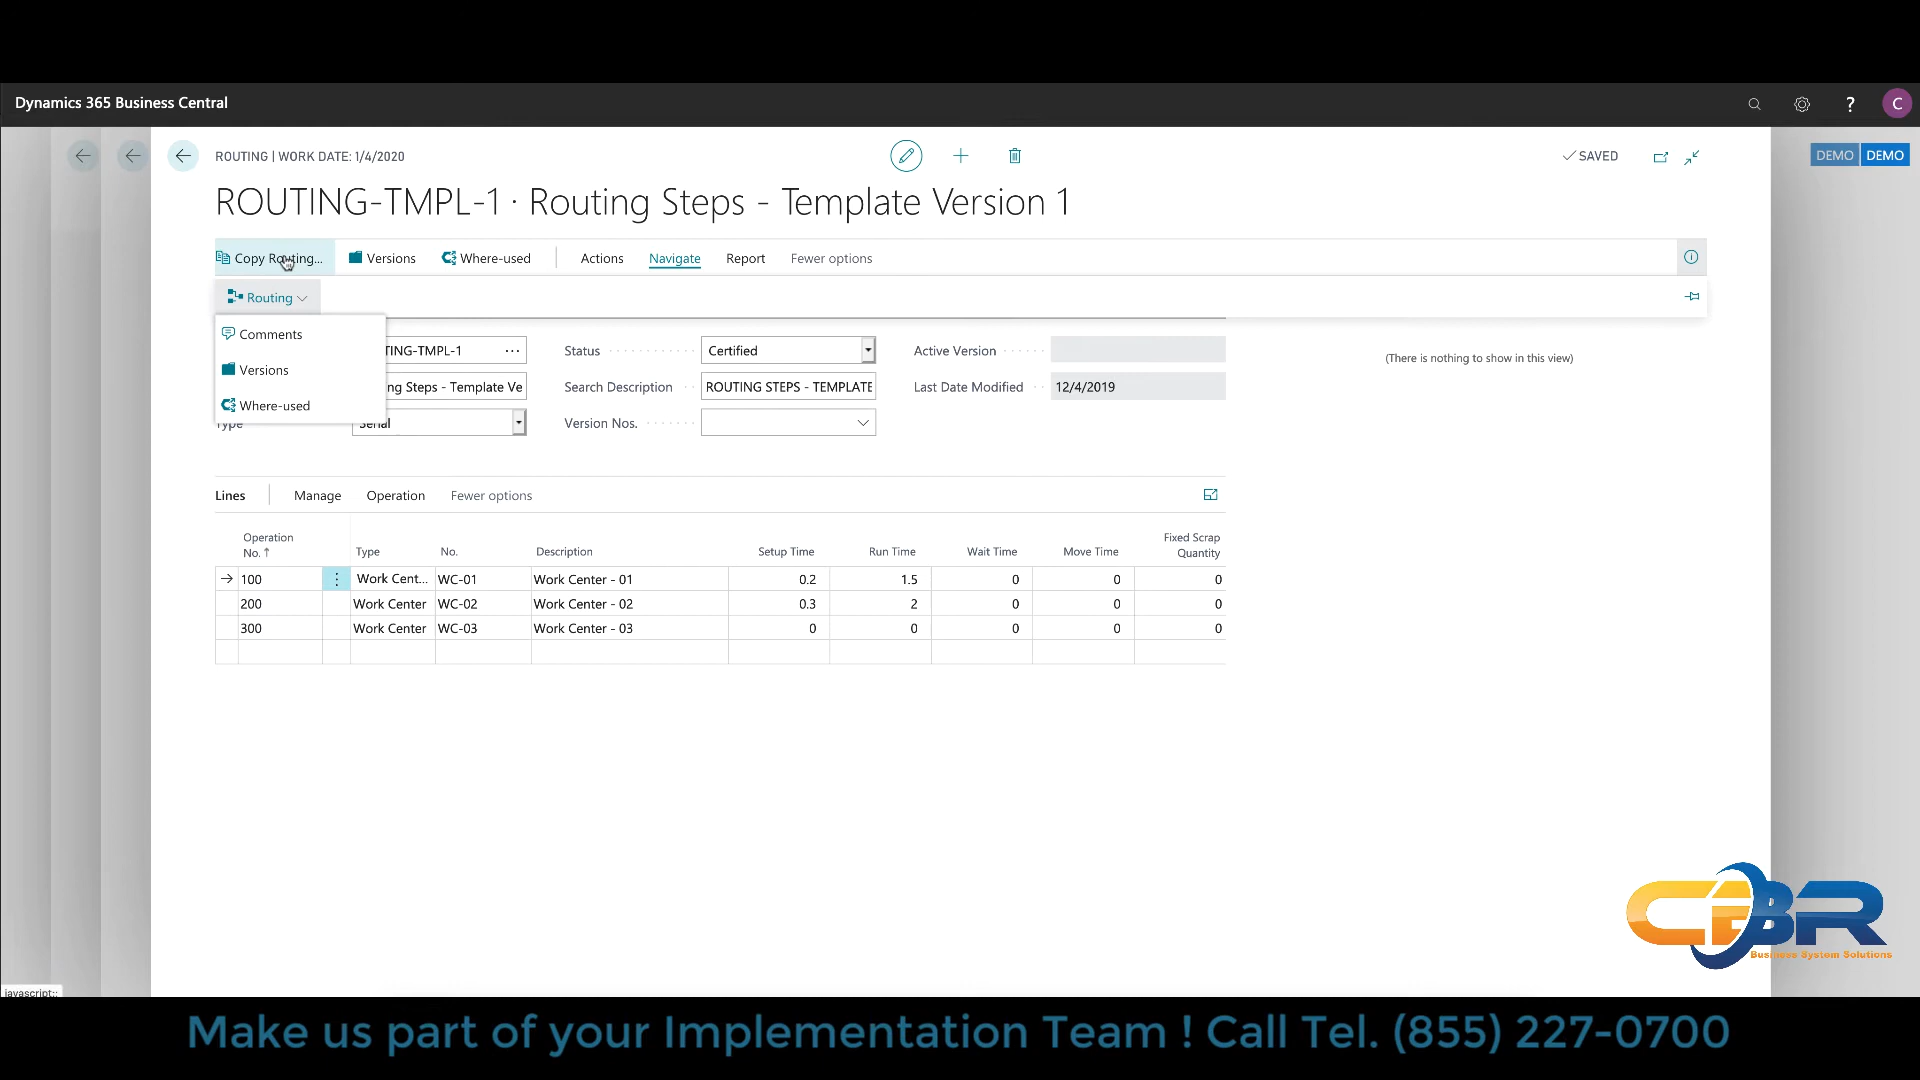 Dynamics 365 Business Central
?
C
ROUTING | WORK DATE: 1/4/2020
SAVED
DEMO DEMO
ROUTING-TMPL-1 · Routing Steps - Template Version 1
Copy Routing... Versions Where-used Actions Navigate Report Fewer options
Routing
Comments
Versions
Where-used
TING-TMPL-1 ...
ng Steps - Template Ve
Type Serial
Status Certified
Search Description ROUTING STEPS - TEMPLATE
Version Nos.
Active Version
Last Date Modified 12/4/2019
(There is nothing to show in this view)
Lines Manage Operation Fewer options
Operation No. ↑ Type No. Description Setup Time Run Time Wait Time Move Time Fixed Scrap Quantity
100 Work Cent... WC-01 Work Center - 01 0.2 1.5 0 0 0
200 Work Center WC-02 Work Center - 02 0.3 2 0 0 0
300 Work Center WC-03 Work Center - 03 0 0 0 0 0
CBR
Business System Solutions
javascript:;
Make us part of your Implementation Team ! Call Tel. (855) 227-0700